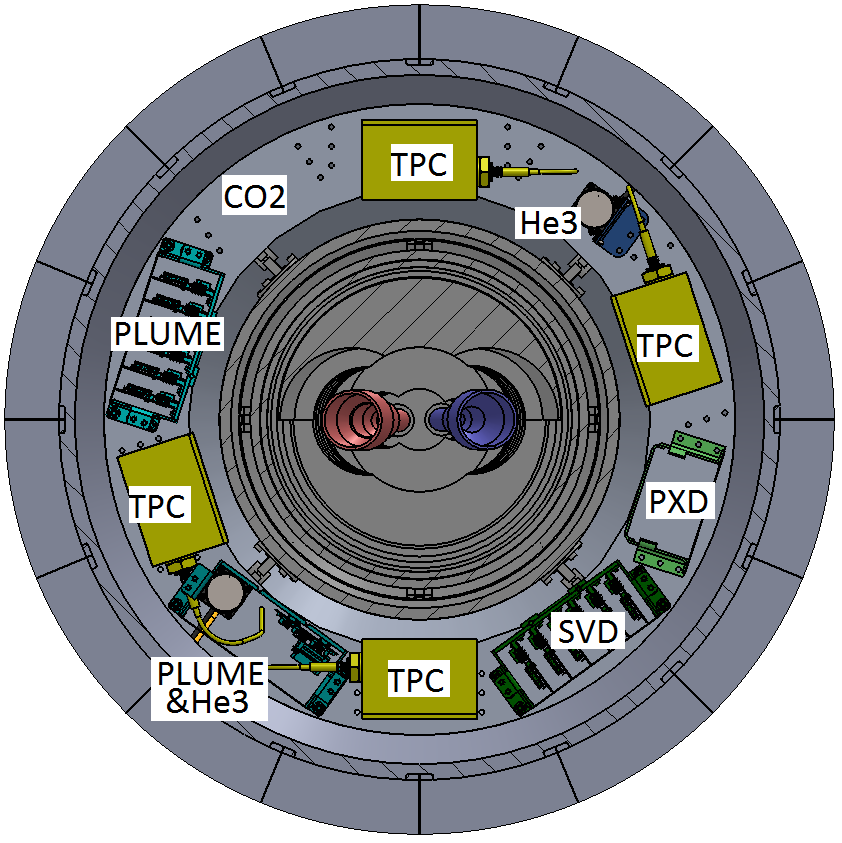 TPC
CO2
He3
PLUME
TPC
TPC
PXD
SVD
PLUME
&He3
TPC